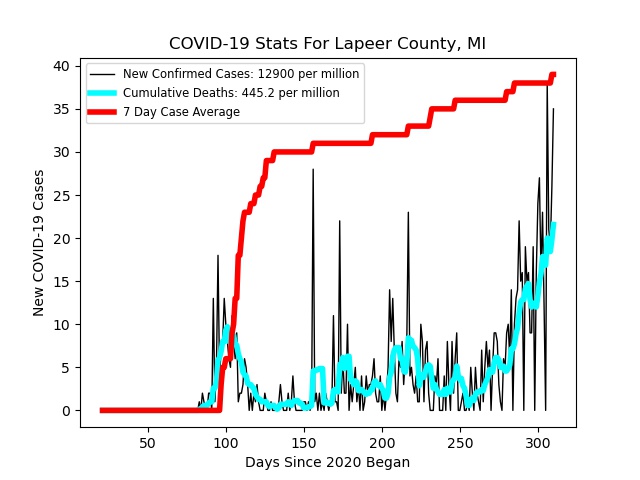 COVID-19 Stats For Lapeer County, MI
New Confirmed Cases: 12900 per million
Cumulative Deaths: 445.2 per million
7 Day Case Average
40
35
30
25
20
15
10
5
0
New COVID-19 Cases
50 100 150 200 250 300
Days Since 2020 Began